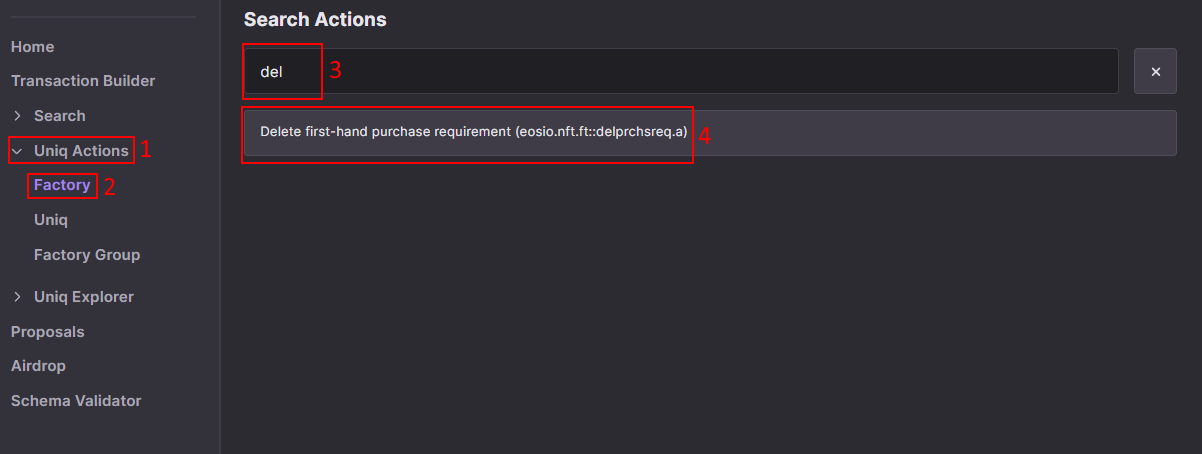 Search Actions
Home
del
3
Transaction Builder
Search
Delete first-hand purchase requirement (eosio.nft.ft::delprchsreq.a)
4
Uniq Actions
1
Factory
2
Uniq
Factory Group
Uniq Explorer
Proposals
Airdrop
Schema Validator